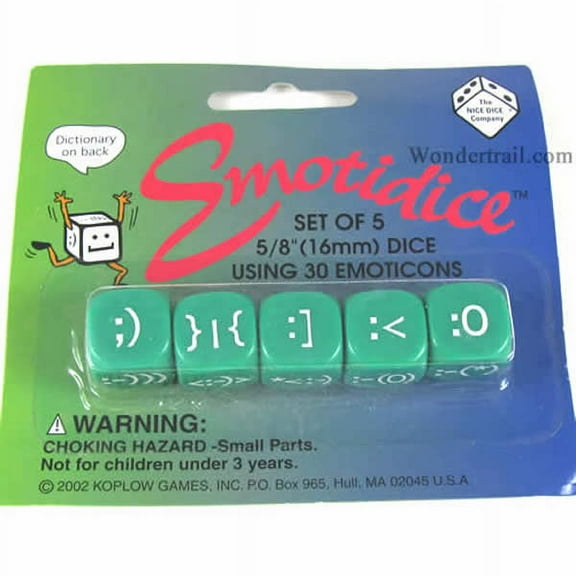 The
NICE DICE
Company
Dictionary
on back
Wondertrail.com
Emotidice™
SET OF 5
5/8"(16mm) DICE
USING 30 EMOTICONS
;) }|{ :] :< :O
:-))) <:-)> *<:-) :-(O) :-(*)
⚠ WARNING:
CHOKING HAZARD -Small Parts.
Not for children under 3 years.
© 2002 KOPLOW GAMES, INC. P.O. Box 965, Hull, MA 02045 U.S.A.